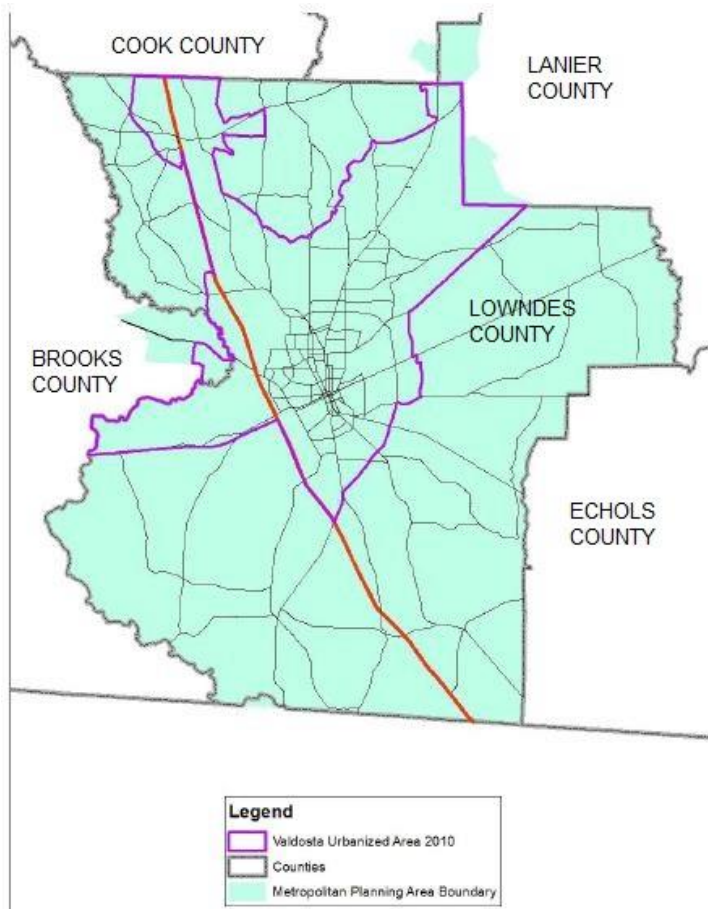 COOK COUNTY
LANIER
COUNTY
LOWNDES
COUNTY
BROOKS
COUNTY
ECHOLS
COUNTY
Legend
Valdosta Urbanized Area 2010
Counties
Metropolitan Planning Area Boundary